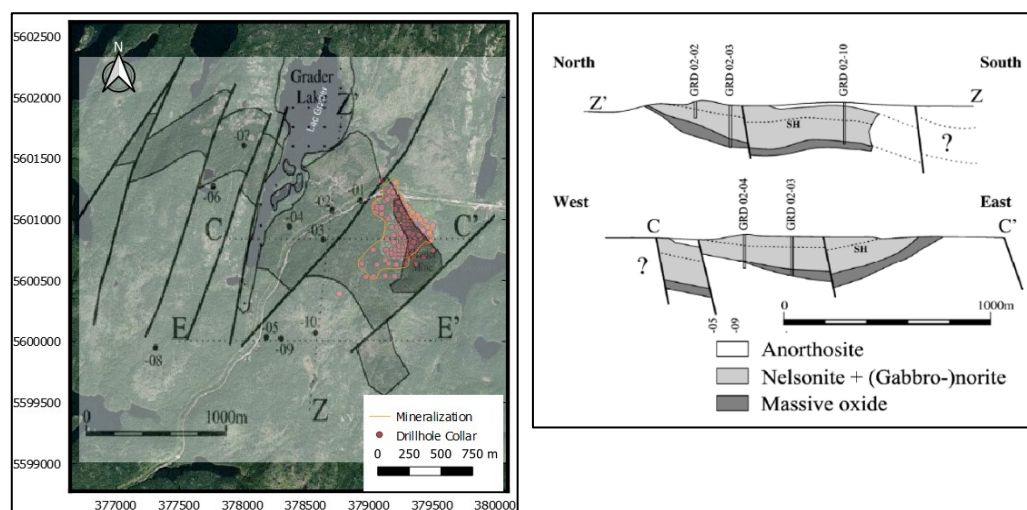 5602500
5602000
5601500
5601000
5600500
5600000
5599500
5599000
377000
377500
378000
378500
379000
379500
380000
N
Grader
Lake
Lac Grader
Z'
-07
-06
-01
-02
-04
-03
C
C'
Mine
E
E'
-05
-10
-09
-08
Z
0
1000m
Mineralization
Drillhole Collar
0 250 500 750 m
North
South
GRD 02-02
GRD 02-03
GRD 02-10
Z'
Z
SH
?
West
East
GRD 02-04
GRD 02-03
C
C'
SH
?
-05
-09
0
1000m
Anorthosite
Nelsonite + (Gabbro-)norite
Massive oxide